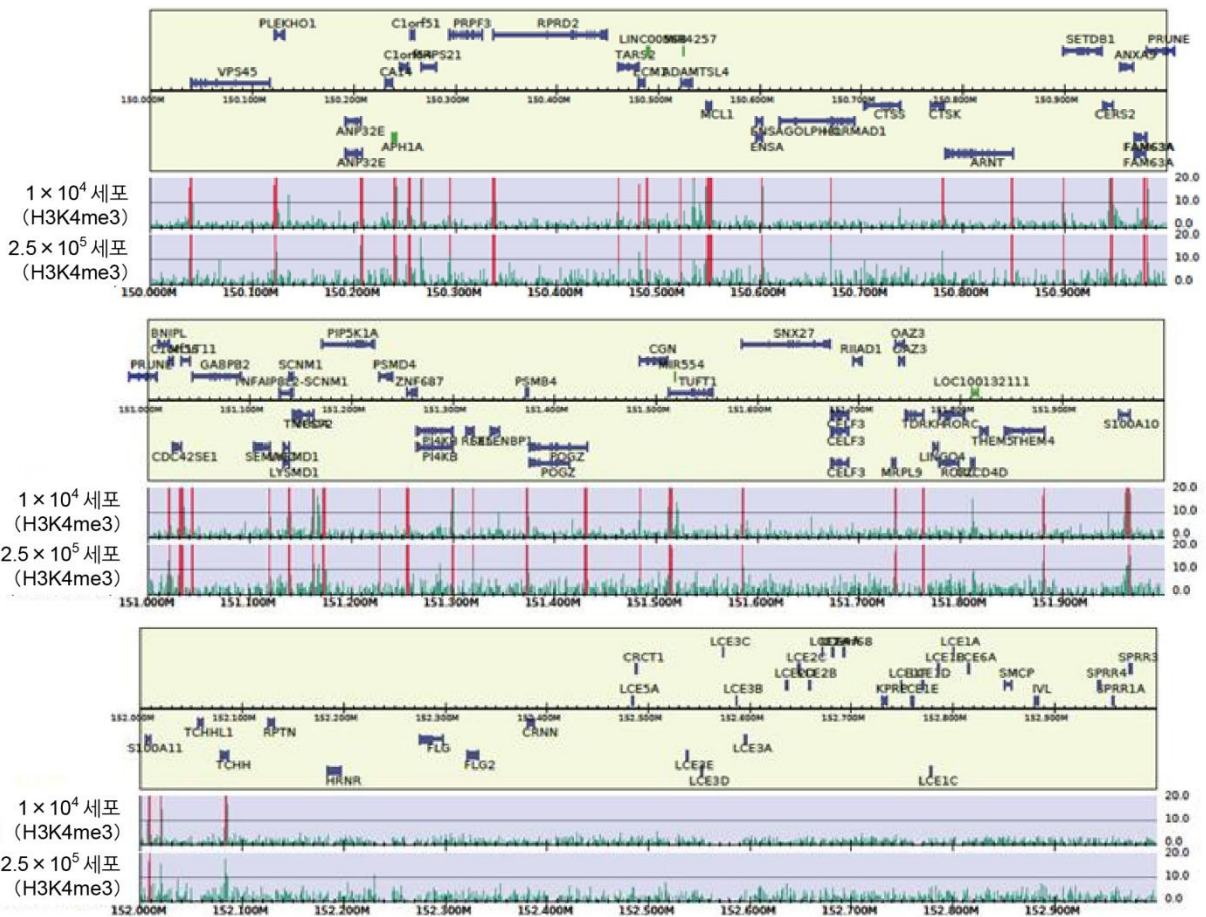 PLEKHO1 C1orf51 PRPF3 RPRD2 SETDB1 PRUNE
TARS2 ANXA9
VPS45 CA14 ADAMTSL4
150.000M 150.100M 150.200M 150.300M 150.400M 150.500M 150.600M 150.700M 150.800M 150.900M
MCL1 CTSS CTSK CERS2
ANP32E APH1A ENSA FAM63A
ANP32E ENSA ARNT FAM63A
1 × 10⁴ 세포
(H3K4me3)
20.0
10.0
0.0
2.5 × 10⁵ 세포
(H3K4me3)
20.0
10.0
0.0
150.000M 150.100M 150.200M 150.300M 150.400M 150.500M 150.600M 150.700M 150.800M 150.900M
BNIPL PIP5K1A SNX27 OAZ3
CGN RIIAD1 OAZ3
PRUNE GABPB2 SCNM1 PSMD4 MIR554
TNFAIP8L2-SCNM1 ZNF687 PSMB4 TUFT1 LOC100132111
151.000M 151.100M 151.200M 151.300M 151.400M 151.500M 151.600M 151.700M 151.800M 151.900M
CELF3 S100A10
PI4KB POGZ CELF3 THEM5 THEM4
CDC42SE1 PI4KB LINGO4
LYSMD1 POGZ CELF3 MRPL9
1 × 10⁴ 세포
(H3K4me3)
20.0
10.0
0.0
2.5 × 10⁵ 세포
(H3K4me3)
20.0
10.0
0.0
151.000M 151.100M 151.200M 151.300M 151.400M 151.500M 151.600M 151.700M 151.800M 151.900M
LCE3C LCE1A
CRCT1 LCE2C LCE1B LCE6A SPRR3
LCE2B LCE1D SMCP SPRR4
LCE5A LCE3B KPRP LCE1E IVL SPRR1A
152.000M 152.100M 152.200M 152.300M 152.400M 152.500M 152.600M 152.700M 152.800M 152.900M
TCHHL1 RPTN CRNN
S100A11 FLG LCE3A
TCHH FLG2 LCE3E
HRNR LCE3D LCE1C
1 × 10⁴ 세포
(H3K4me3)
20.0
10.0
0.0
2.5 × 10⁵ 세포
(H3K4me3)
20.0
10.0
0.0
152.000M 152.100M 152.200M 152.300M 152.400M 152.500M 152.600M 152.700M 152.800M 152.900M